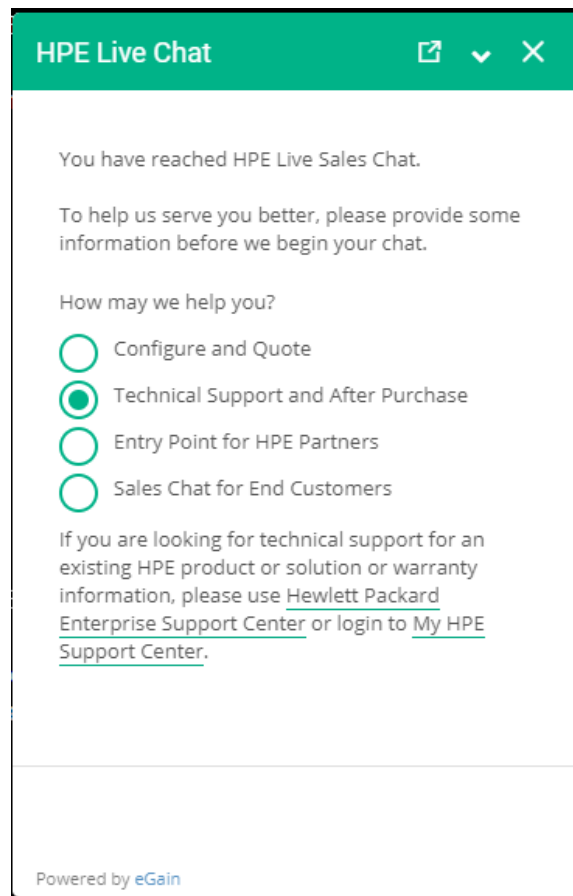 HPE Live Chat
You have reached HPE Live Sales Chat.
To help us serve you better, please provide some
information before we begin your chat.
How may we help you?
Configure and Quote
Technical Support and After Purchase
Entry Point for HPE Partners
Sales Chat for End Customers
If you are looking for technical support for an
existing HPE product or solution or warranty
information, please use Hewlett Packard
Enterprise Support Center or login to My HPE
Support Center.
Powered by eGain